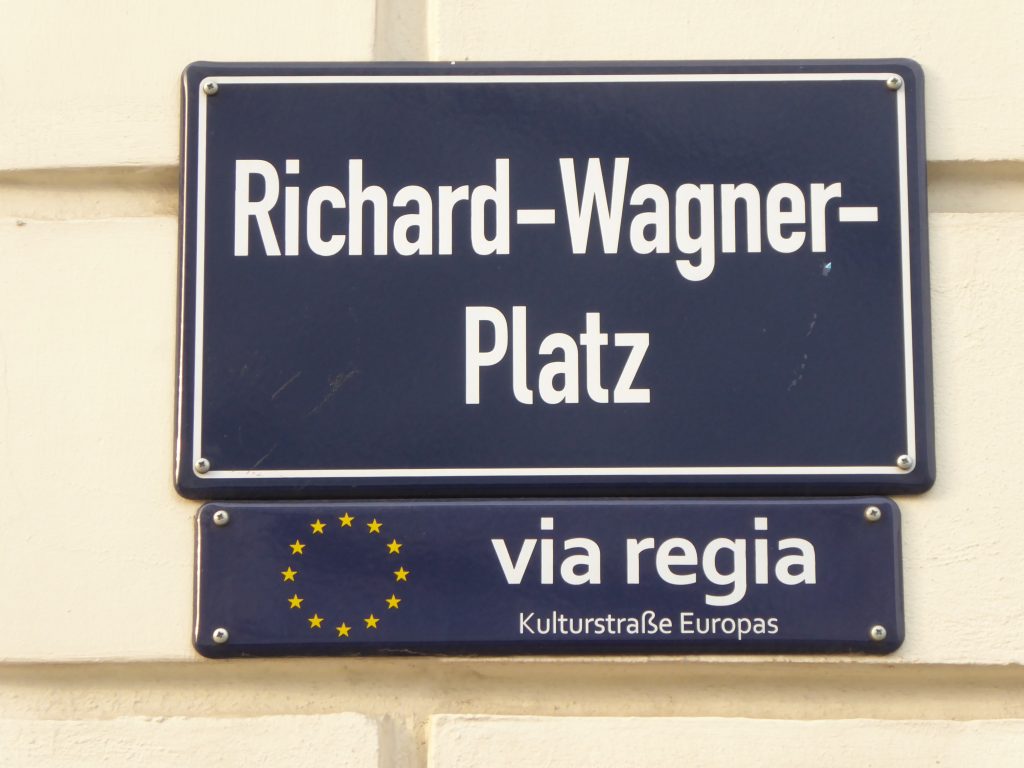 Richard-Wagner-
Platz
via regia
Kulturstraße Europas